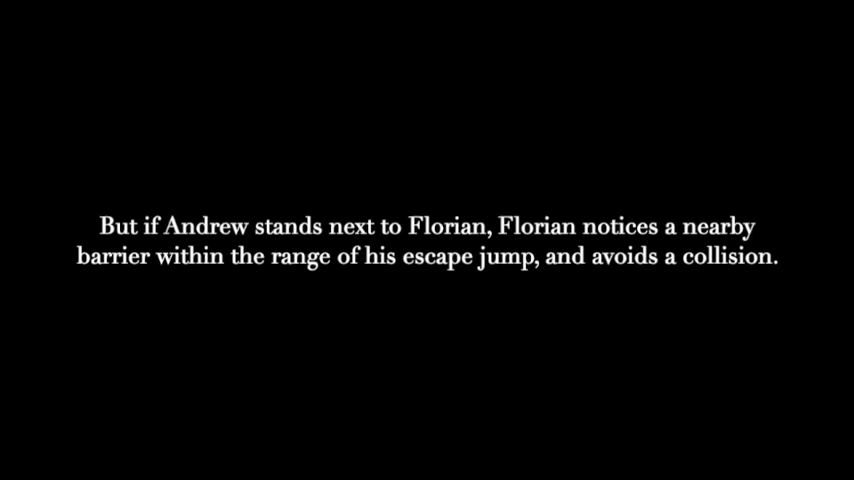 But if Andrew stands next to Florian, Florian notices a nearby
barrier within the range of his escape jump, and avoids a collision.